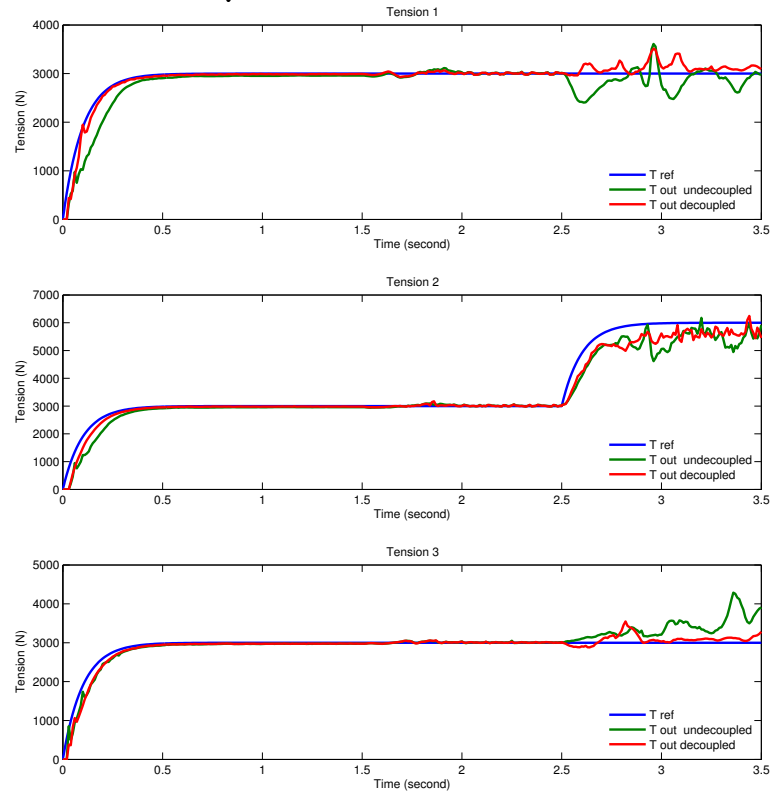 Tension 1
4000
3000
2000
1000
0
Tension (N)
T ref
T out undecoupled
T out decoupled
0 0.5 1 1.5 2 2.5 3 3.5
Time (second)
Tension 2
7000
6000
5000
4000
3000
2000
1000
0
Tension (N)
T ref
T out undecoupled
T out decoupled
0 0.5 1 1.5 2 2.5 3 3.5
Time (second)
Tension 3
5000
4000
3000
2000
1000
0
Tension (N)
T ref
T out undecoupled
T out decoupled
0 0.5 1 1.5 2 2.5 3 3.5
Time (second)